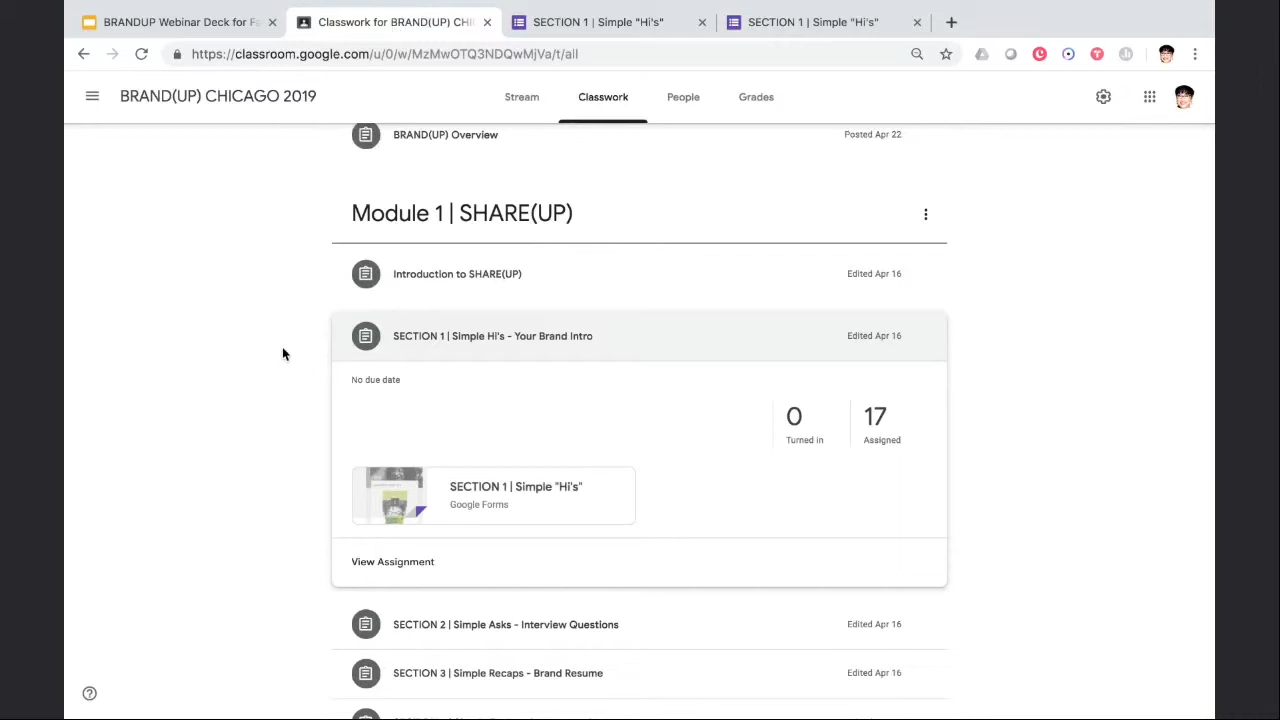 BRANDUP Webinar Deck for Fa
Classwork for BRAND(UP) CHI
SECTION 1 | Simple "Hi's"
SECTION 1 | Simple "Hi's"
https://classroom.google.com/u/0/w/MzMwOTQ3NDQwMjVa/t/all
BRAND(UP) CHICAGO 2019
Stream
Classwork
People
Grades
BRAND(UP) Overview
Posted Apr 22
Module 1 | SHARE(UP)
Introduction to SHARE(UP)
Edited Apr 16
SECTION 1 | Simple Hi's - Your Brand Intro
Edited Apr 16
No due date
0
17
Turned in
Assigned
SECTION 1 | Simple "Hi's"
Google Forms
View Assignment
SECTION 2 | Simple Asks - Interview Questions
Edited Apr 16
SECTION 3 | Simple Recaps - Brand Resume
Edited Apr 16